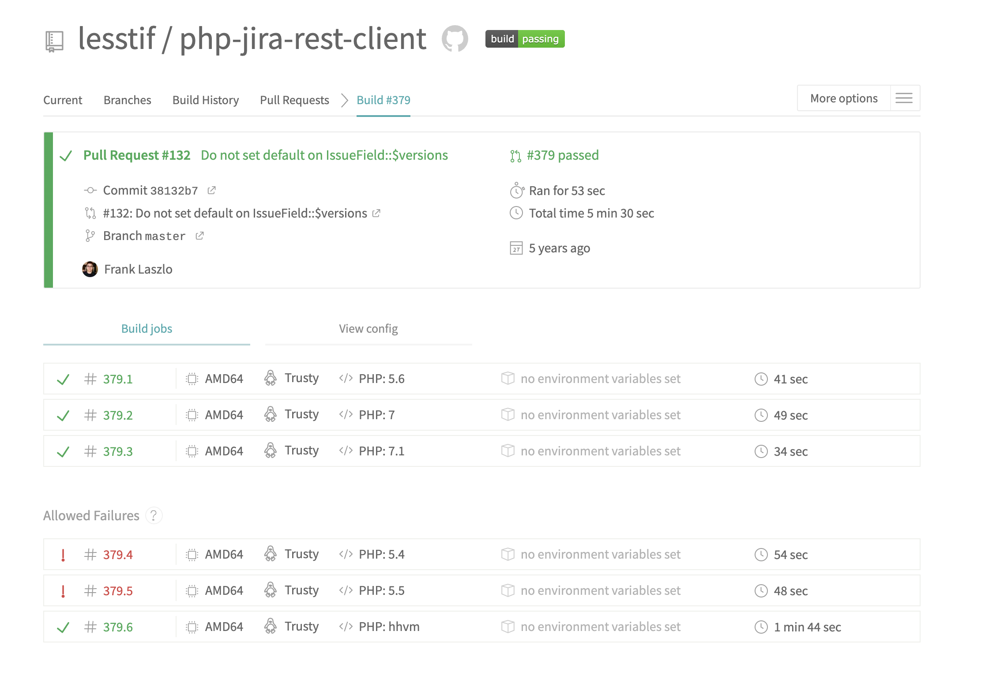 lesstif / php-jira-rest-client build passing
Current Branches Build History Pull Requests Build #379 More options
Pull Request #132 Do not set default on IssueField::$versions
#379 passed
Commit 38132b7
#132: Do not set default on IssueField::$versions
Branch master
Frank Laszlo
Ran for 53 sec
Total time 5 min 30 sec
27 5 years ago
Build jobs View config
# 379.1 AMD64 Trusty </> PHP: 5.6 no environment variables set 41 sec
# 379.2 AMD64 Trusty </> PHP: 7 no environment variables set 49 sec
# 379.3 AMD64 Trusty </> PHP: 7.1 no environment variables set 34 sec
Allowed Failures ?
! # 379.4 AMD64 Trusty </> PHP: 5.4 no environment variables set 54 sec
! # 379.5 AMD64 Trusty </> PHP: 5.5 no environment variables set 48 sec
# 379.6 AMD64 Trusty </> PHP: hhvm no environment variables set 1 min 44 sec